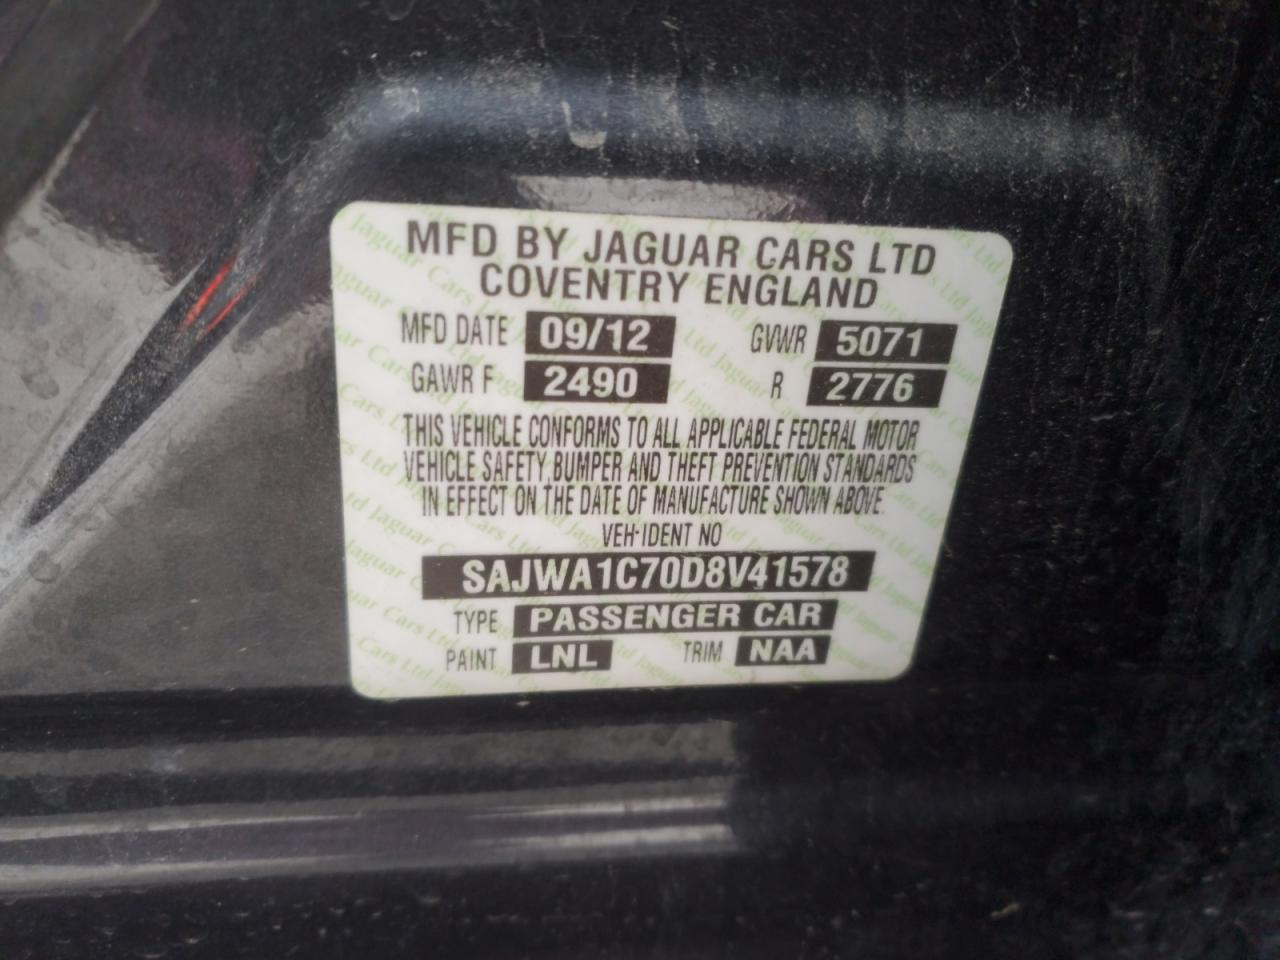 MFD BY JAGUAR CARS LTD
COVENTRY ENGLAND
MFD DATE 09/12 GVWR 5071
GAWR F 2490 R 2776
THIS VEHICLE CONFORMS TO ALL APPLICABLE FEDERAL MOTOR
VEHICLE SAFETY, BUMPER AND THEFT PREVENTION STANDARDS
IN EFFECT ON THE DATE OF MANUFACTURE SHOWN ABOVE.
VEH-IDENT NO
SAJWA1C70D8V41578
TYPE PASSENGER CAR
PAINT LNL TRIM NAA